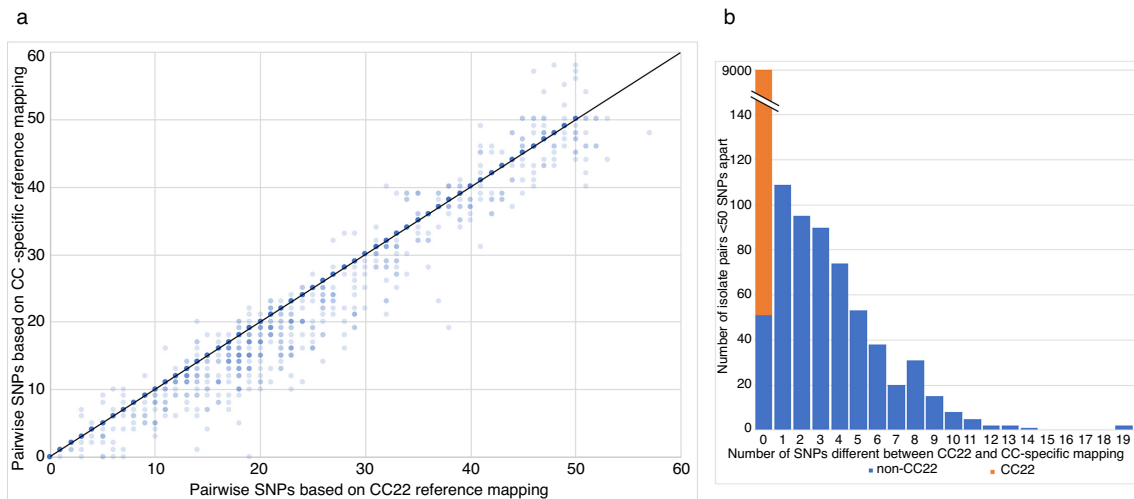 a
Pairwise SNPs based on CC -specific reference mapping
60
50
40
30
20
10
0
0 10 20 30 40 50 60
Pairwise SNPs based on CC22 reference mapping
b
Number of isolate pairs <50 SNPs apart
9000
140
120
100
80
60
40
20
0
0 1 2 3 4 5 6 7 8 9 10 11 12 13 14 15 16 17 18 19
Number of SNPs different between CC22 and CC-specific mapping
non-CC22 CC22